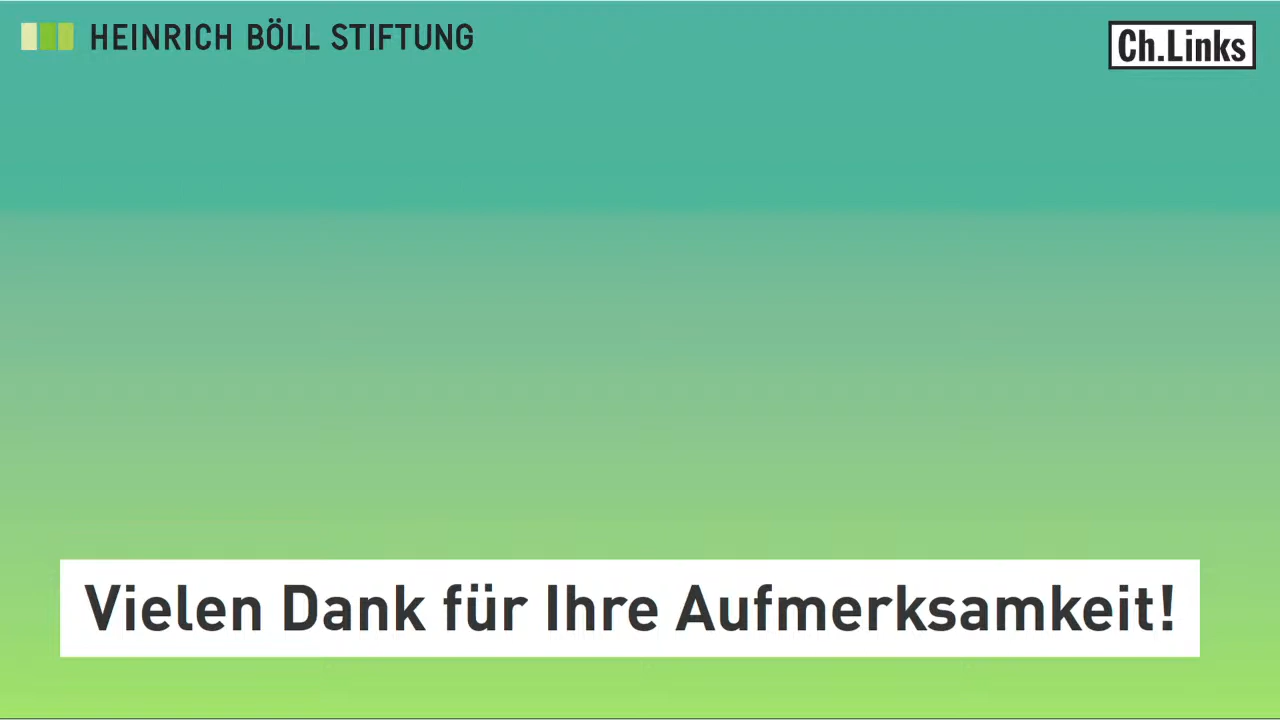 HEINRICH BÖLL STIFTUNG
Ch.Links
Vielen Dank für Ihre Aufmerksamkeit!